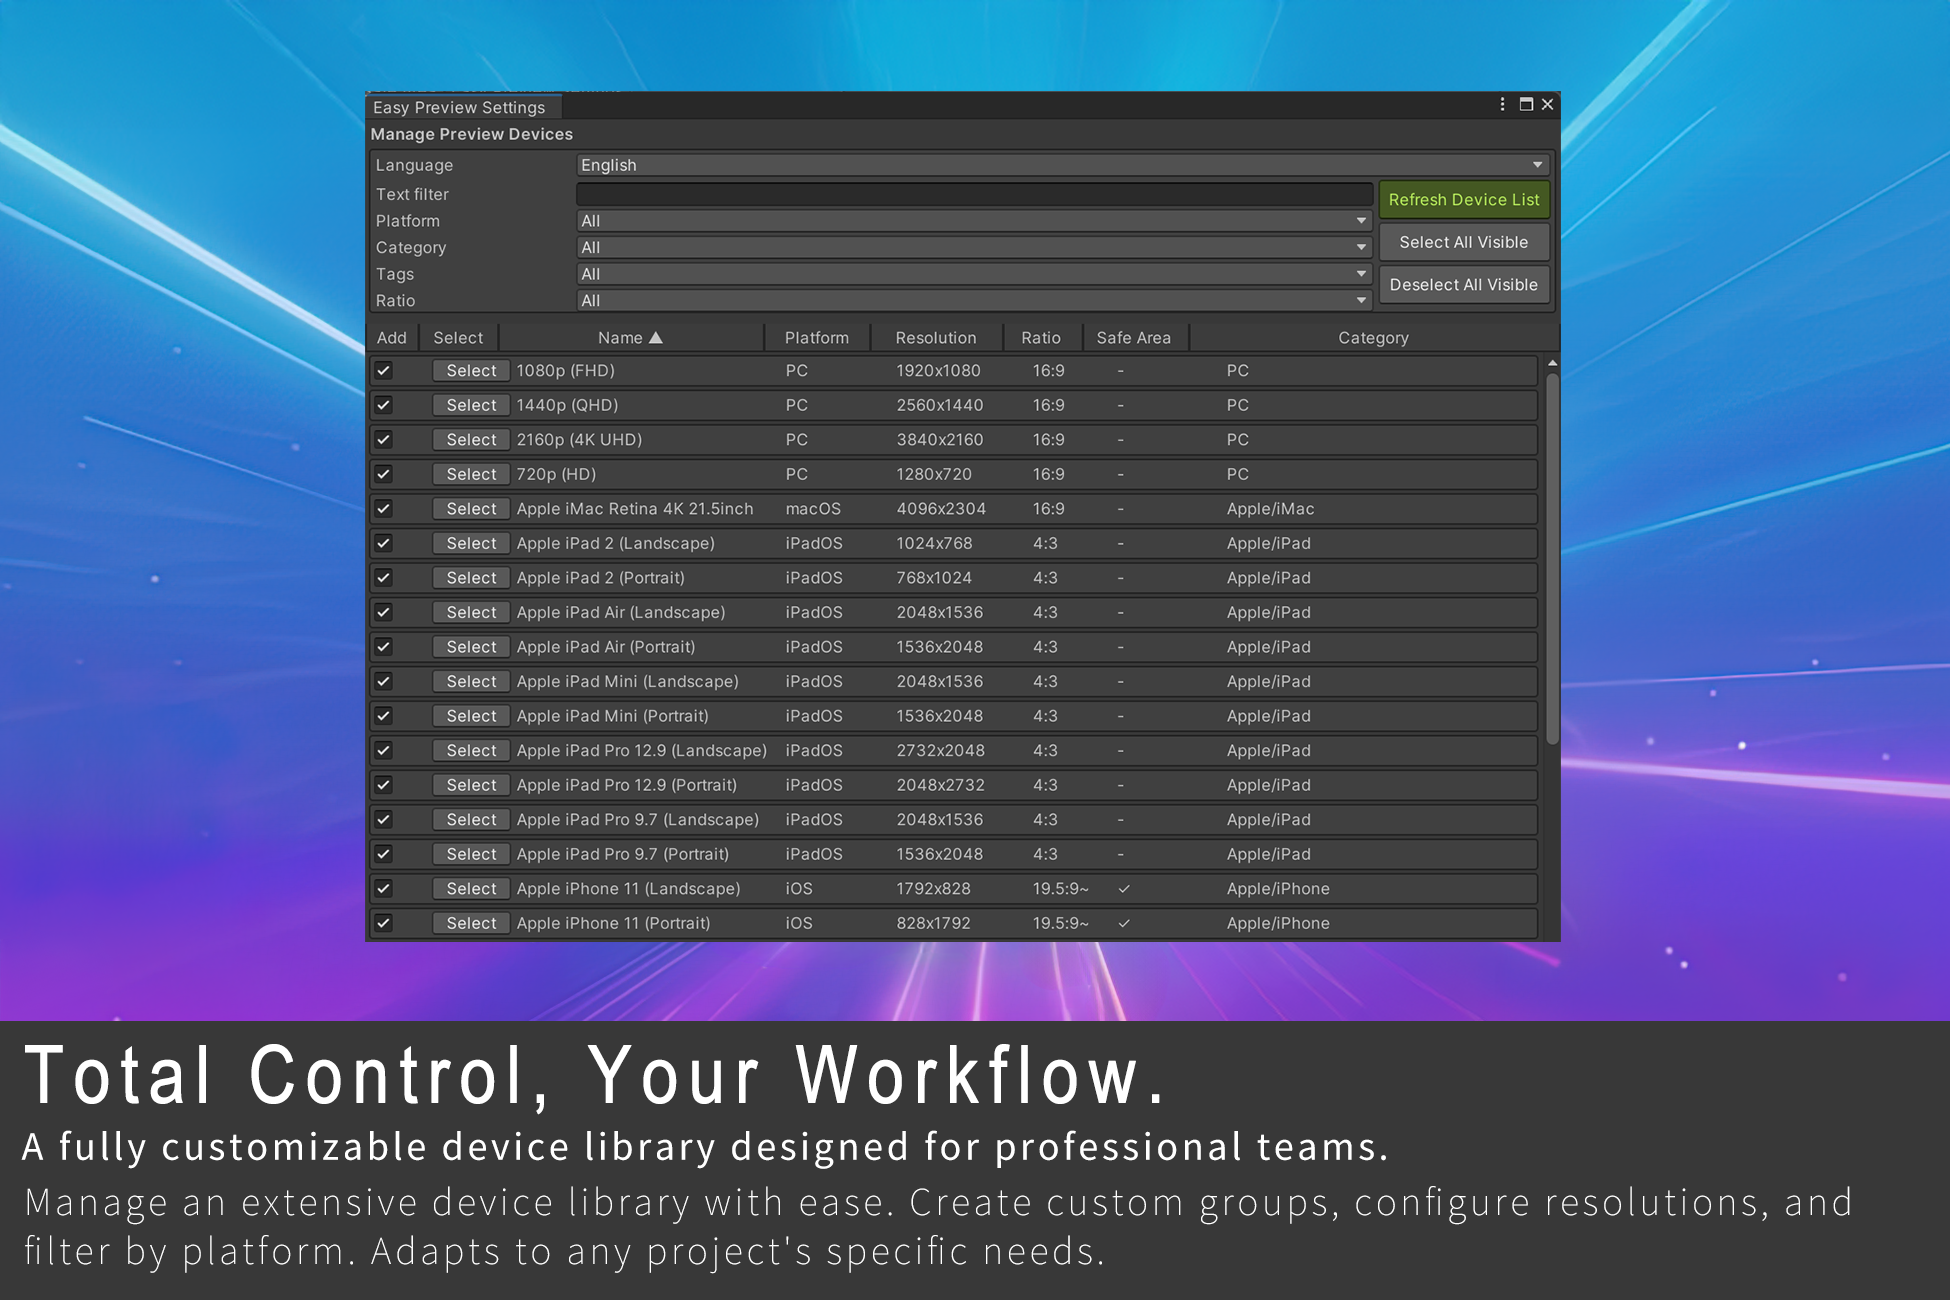 Easy Preview Settings
Manage Preview Devices
Language English
Text filter
Refresh Device List
Platform All
Category All
Select All Visible
Tags All
Deselect All Visible
Ratio All
Add Select Name ▲ Platform Resolution Ratio Safe Area Category
Select 1080p (FHD) PC 1920x1080 16:9 - PC
Select 1440p (QHD) PC 2560x1440 16:9 - PC
Select 2160p (4K UHD) PC 3840x2160 16:9 - PC
Select 720p (HD) PC 1280x720 16:9 - PC
Select Apple iMac Retina 4K 21.5inch macOS 4096x2304 16:9 - Apple/iMac
Select Apple iPad 2 (Landscape) iPadOS 1024x768 4:3 - Apple/iPad
Select Apple iPad 2 (Portrait) iPadOS 768x1024 4:3 - Apple/iPad
Select Apple iPad Air (Landscape) iPadOS 2048x1536 4:3 - Apple/iPad
Select Apple iPad Air (Portrait) iPadOS 1536x2048 4:3 - Apple/iPad
Select Apple iPad Mini (Landscape) iPadOS 2048x1536 4:3 - Apple/iPad
Select Apple iPad Mini (Portrait) iPadOS 1536x2048 4:3 - Apple/iPad
Select Apple iPad Pro 12.9 (Landscape) iPadOS 2732x2048 4:3 - Apple/iPad
Select Apple iPad Pro 12.9 (Portrait) iPadOS 2048x2732 4:3 - Apple/iPad
Select Apple iPad Pro 9.7 (Landscape) iPadOS 2048x1536 4:3 - Apple/iPad
Select Apple iPad Pro 9.7 (Portrait) iPadOS 1536x2048 4:3 - Apple/iPad
Select Apple iPhone 11 (Landscape) iOS 1792x828 19.5:9~ ✓ Apple/iPhone
Select Apple iPhone 11 (Portrait) iOS 828x1792 19.5:9~ ✓ Apple/iPhone
Total Control, Your Workflow.
A fully customizable device library designed for professional teams.
Manage an extensive device library with ease. Create custom groups, configure resolutions, and
filter by platform. Adapts to any project's specific needs.